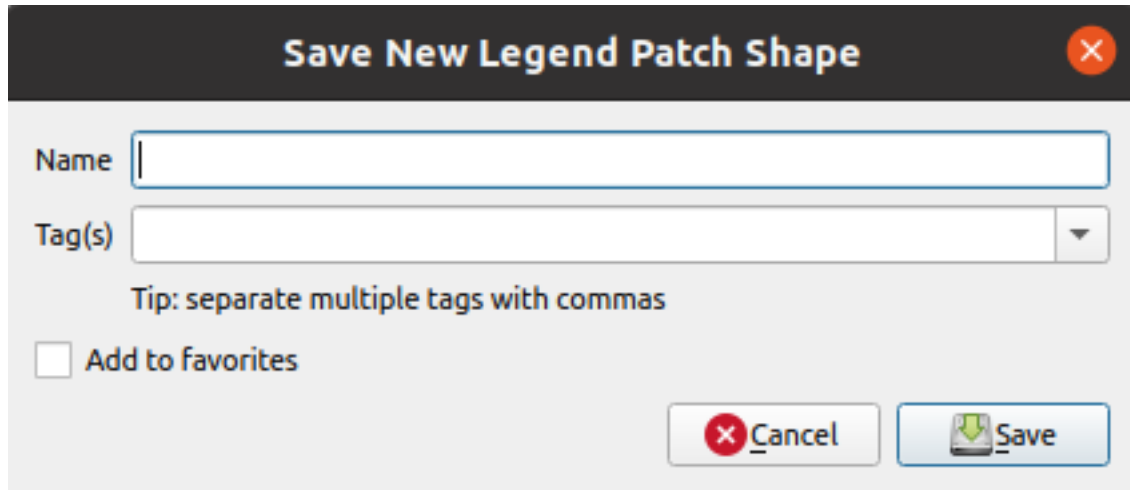 Save New Legend Patch Shape
Name
Tag(s)
Tip: separate multiple tags with commas
Add to favorites
Cancel
Save